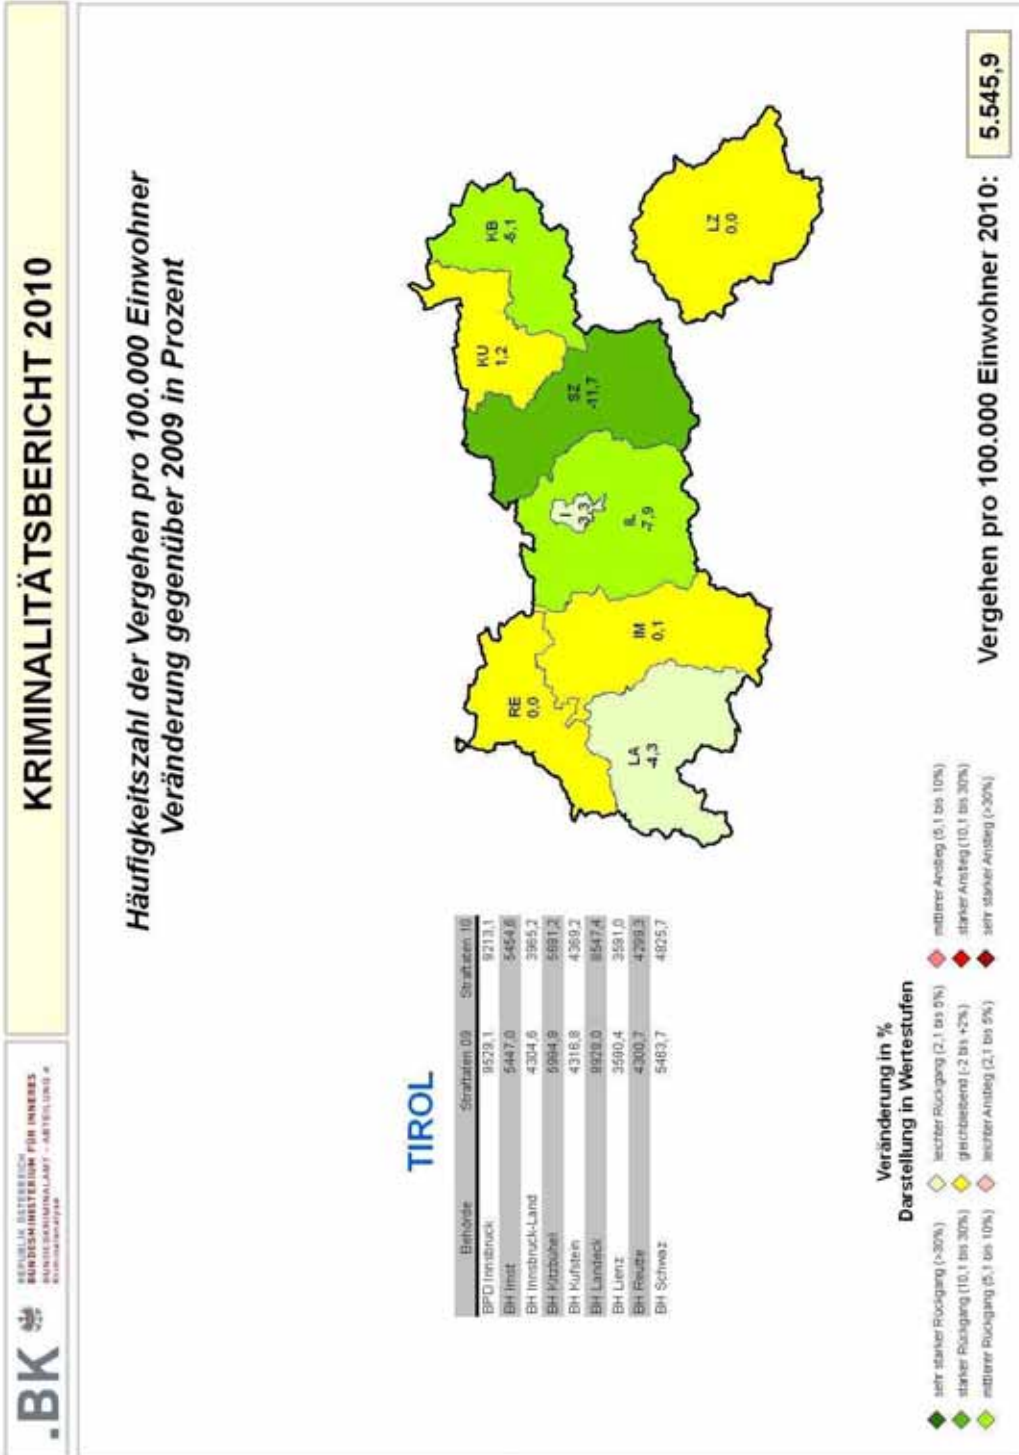 .BK
REPUBLIK ÖSTERREICH
BUNDESMINISTERIUM FÜR INNERES
BUNDESKRIMINALAMT - ABTEILUNG 4
Kriminalanalyse
KRIMINALITÄTSBERICHT 2010
Häufigkeitszahl der Vergehen pro 100.000 Einwohner
Veränderung gegenüber 2009 in Prozent
TIROL
Behörde Straftaten 09 Straftaten 10
BPD Innsbruck 9529,1 9213,1
BH Imst 5447,0 5454,6
BH Innsbruck-Land 4304,6 3965,2
BH Kitzbühel 5994,9 5691,2
BH Kufstein 4316,8 4369,2
BH Landeck 8928,0 8547,4
BH Lienz 3590,4 3591,0
BH Reutte 4300,7 4299,3
BH Schwaz 5463,7 4825,7
RE
0,0
LA
-4,3
IM
0,1
I
-3,3
IL
-7,9
SZ
-11,7
KU
1,2
KB
-5,1
LZ
0,0
Veränderung in %
Darstellung in Wertestufen
sehr starker Rückgang (>30%)
starker Rückgang (10,1 bis 30%)
mittlerer Rückgang (5,1 bis 10%)
leichter Rückgang (2,1 bis 5%)
gleichbleibend (-2 bis +2%)
leichter Anstieg (2,1 bis 5%)
mittlerer Anstieg (5,1 bis 10%)
starker Anstieg (10,1 bis 30%)
sehr starker Anstieg (>30%)
Vergehen pro 100.000 Einwohner 2010: 5.545,9